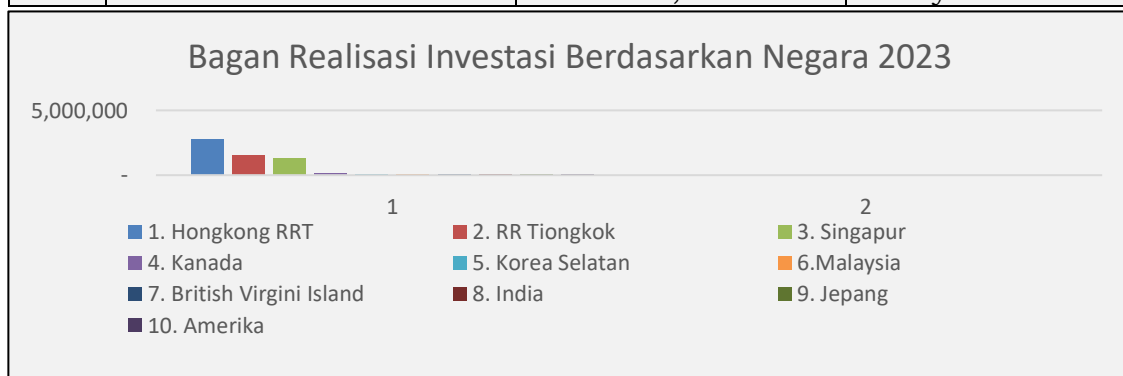 Bagan Realisasi Investasi Berdasarkan Negara 2023
5,000,000
-
1 2
1. Hongkong RRT 2. RR Tiongkok 3. Singapur
4. Kanada 5. Korea Selatan 6.Malaysia
7. British Virgini Island 8. India 9. Jepang
10. Amerika